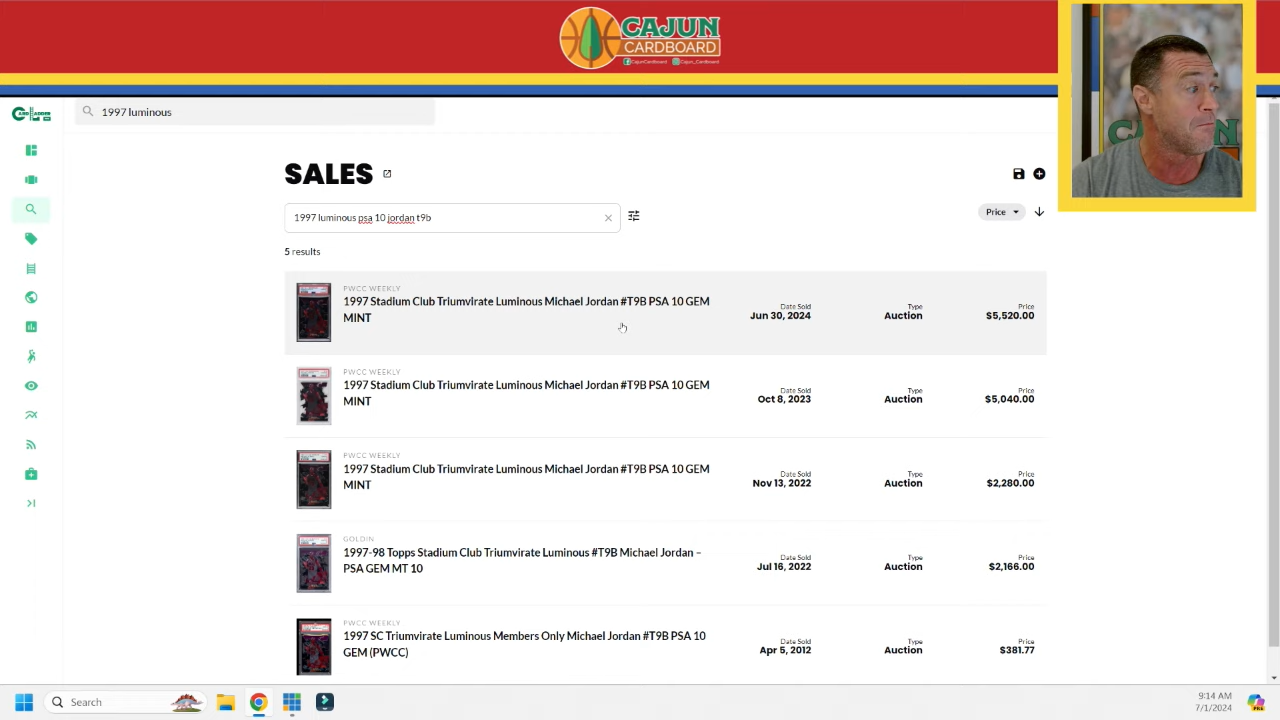 CAJUN
CARDBOARD
CajunCardboard Cajun_Cardboard
1997 luminous
SALES
1997 luminous psa 10 jordan t9b
Price
5 results
PWCC WEEKLY
1997 Stadium Club Triumvirate Luminous Michael Jordan #T9B PSA 10 GEM
MINT
Date Sold
Jun 30, 2024
Type
Auction
Price
$5,520.00
PWCC WEEKLY
1997 Stadium Club Triumvirate Luminous Michael Jordan #T9B PSA 10 GEM
MINT
Date Sold
Oct 8, 2023
Type
Auction
Price
$5,040.00
PWCC WEEKLY
1997 Stadium Club Triumvirate Luminous Michael Jordan #T9B PSA 10 GEM
MINT
Date Sold
Nov 13, 2022
Type
Auction
Price
$2,280.00
GOLDIN
1997-98 Topps Stadium Club Triumvirate Luminous #T9B Michael Jordan –
PSA GEM MT 10
Date Sold
Jul 16, 2022
Type
Auction
Price
$2,166.00
PWCC WEEKLY
1997 SC Triumvirate Luminous Members Only Michael Jordan #T9B PSA 10
GEM (PWCC)
Date Sold
Apr 5, 2012
Type
Auction
Price
$381.77
Search
9:14 AM
7/1/2024